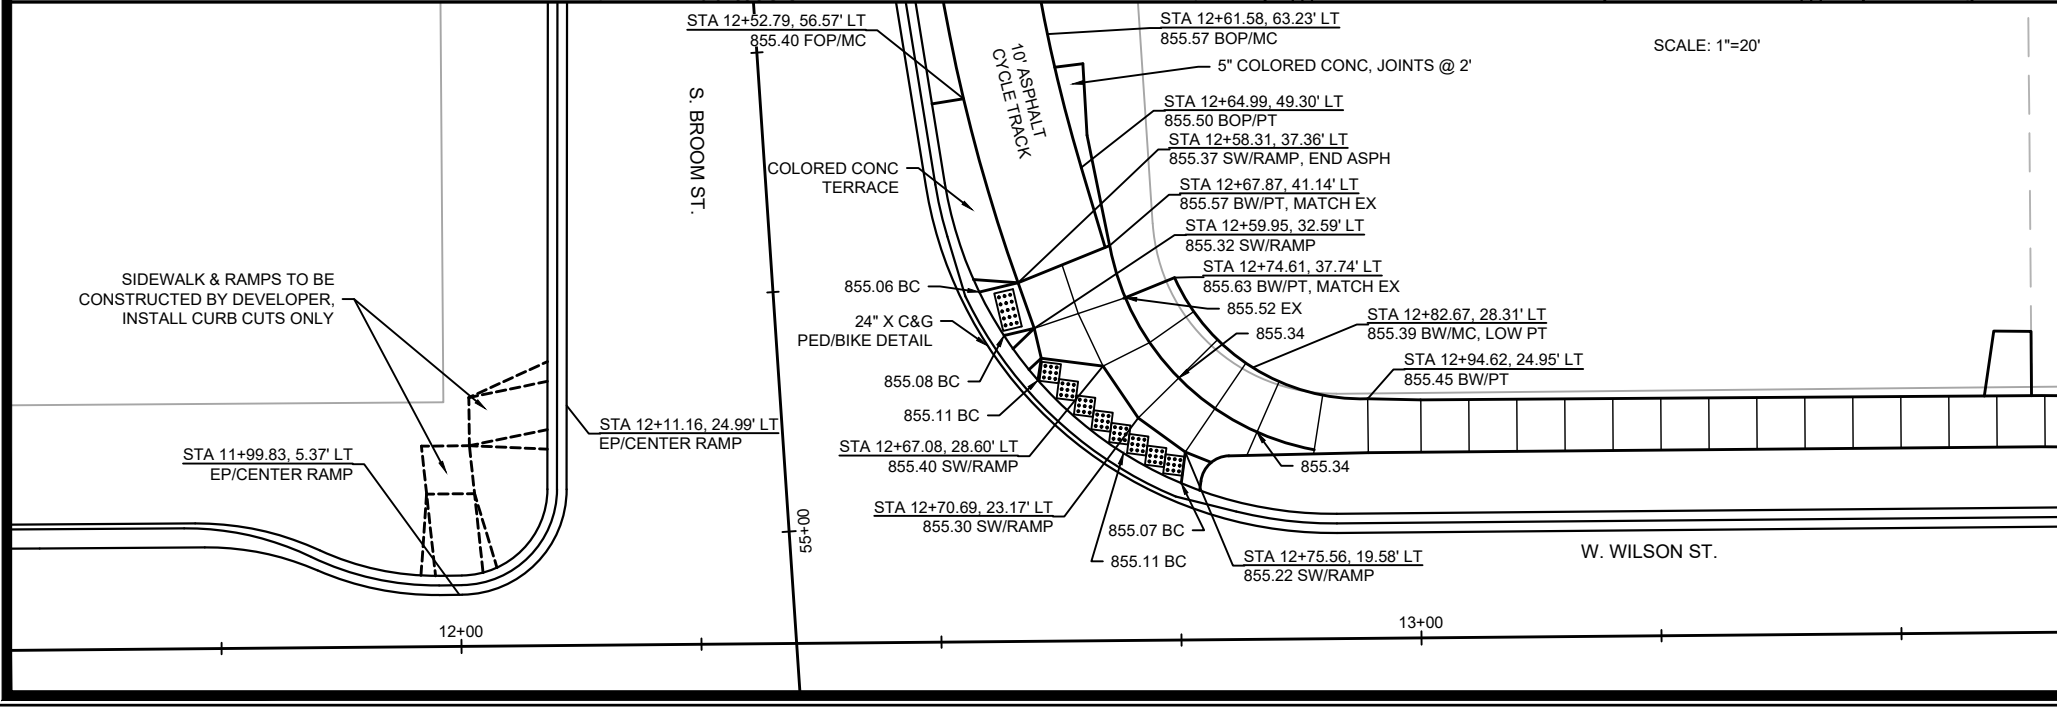 STA 12+52.79, 56.57' LT
855.40 FOP/MC
STA 12+61.58, 63.23' LT
855.57 BOP/MC
SCALE: 1"=20'
5" COLORED CONC, JOINTS @ 2'
10' ASPHALT
CYCLE TRACK
S. BROOM ST.
STA 12+64.99, 49.30' LT
855.50 BOP/PT
STA 12+58.31, 37.36' LT
855.37 SW/RAMP, END ASPH
COLORED CONC
TERRACE
STA 12+67.87, 41.14' LT
855.57 BW/PT, MATCH EX
STA 12+59.95, 32.59' LT
855.32 SW/RAMP
STA 12+74.61, 37.74' LT
855.63 BW/PT, MATCH EX
SIDEWALK & RAMPS TO BE
CONSTRUCTED BY DEVELOPER,
INSTALL CURB CUTS ONLY
855.06 BC
855.52 EX
24" X C&G
PED/BIKE DETAIL
STA 12+82.67, 28.31' LT
855.39 BW/MC, LOW PT
855.34
STA 12+94.62, 24.95' LT
855.45 BW/PT
855.08 BC
855.11 BC
STA 12+11.16, 24.99' LT
EP/CENTER RAMP
STA 12+67.08, 28.60' LT
855.40 SW/RAMP
STA 11+99.83, 5.37' LT
EP/CENTER RAMP
855.34
STA 12+70.69, 23.17' LT
855.30 SW/RAMP
55+00
855.07 BC
855.11 BC
STA 12+75.56, 19.58' LT
855.22 SW/RAMP
W. WILSON ST.
12+00
13+00